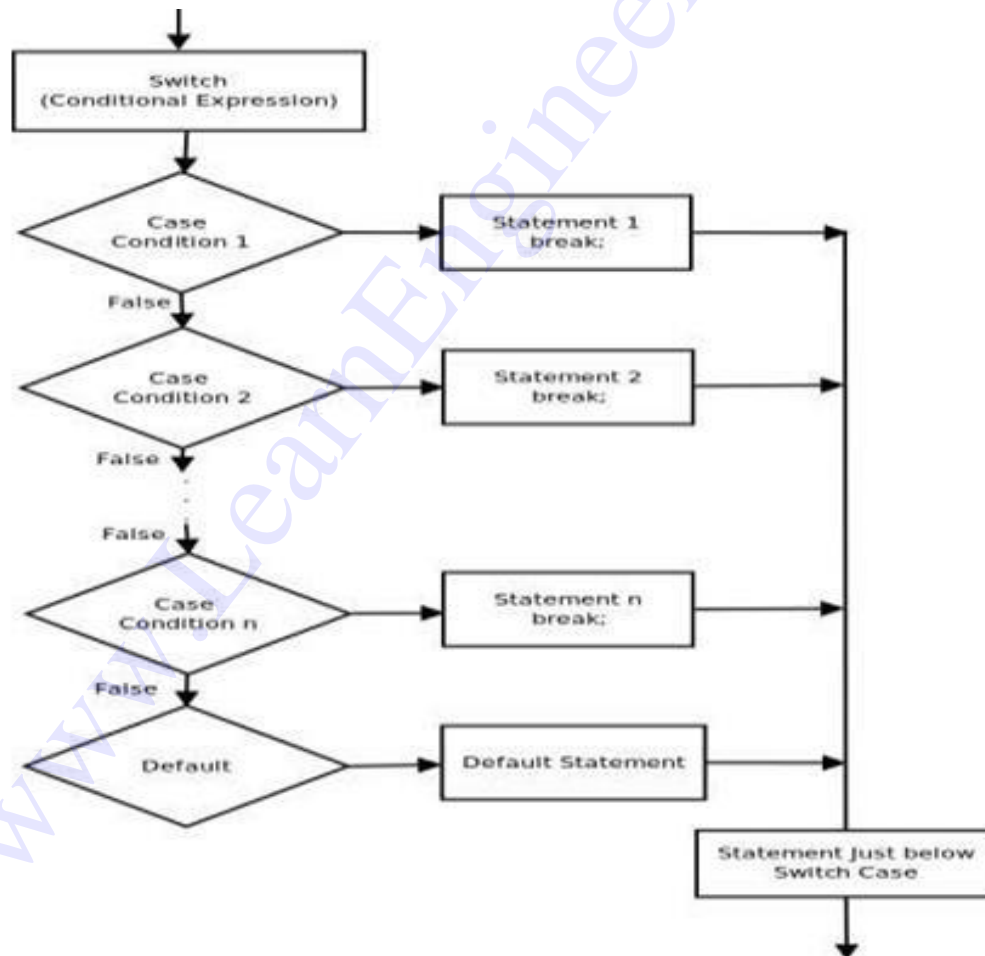 Switch
(Conditional Expression)
Case
Condition 1
Statement 1
break;
False
Case
Condition 2
Statement 2
break;
False
False
Case
Condition n
Statement n
break;
False
Default
Default Statement
Statement Just below
Switch Case
www.LearnEnginee